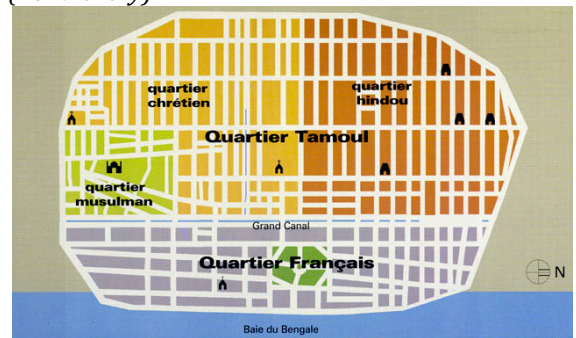 quartier
chrétien
quartier
hindou
Quartier Tamoul
quartier
musulman
Grand Canal
Quartier Français
N
Baie du Bengale